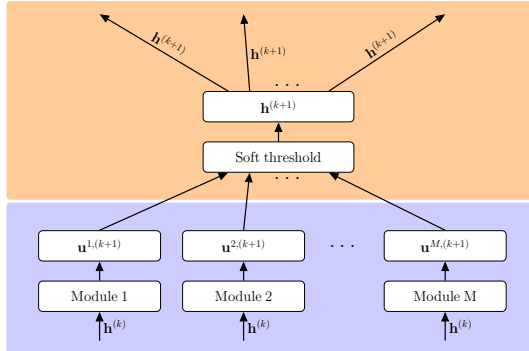 h^(k+1) h^(k+1) h^(k+1)
. . .
h^(k+1)
Soft threshold
. . .
u^1,(k+1) u^2,(k+1) . . . u^M,(k+1)
Module 1 Module 2 Module M
h^(k) h^(k) h^(k)